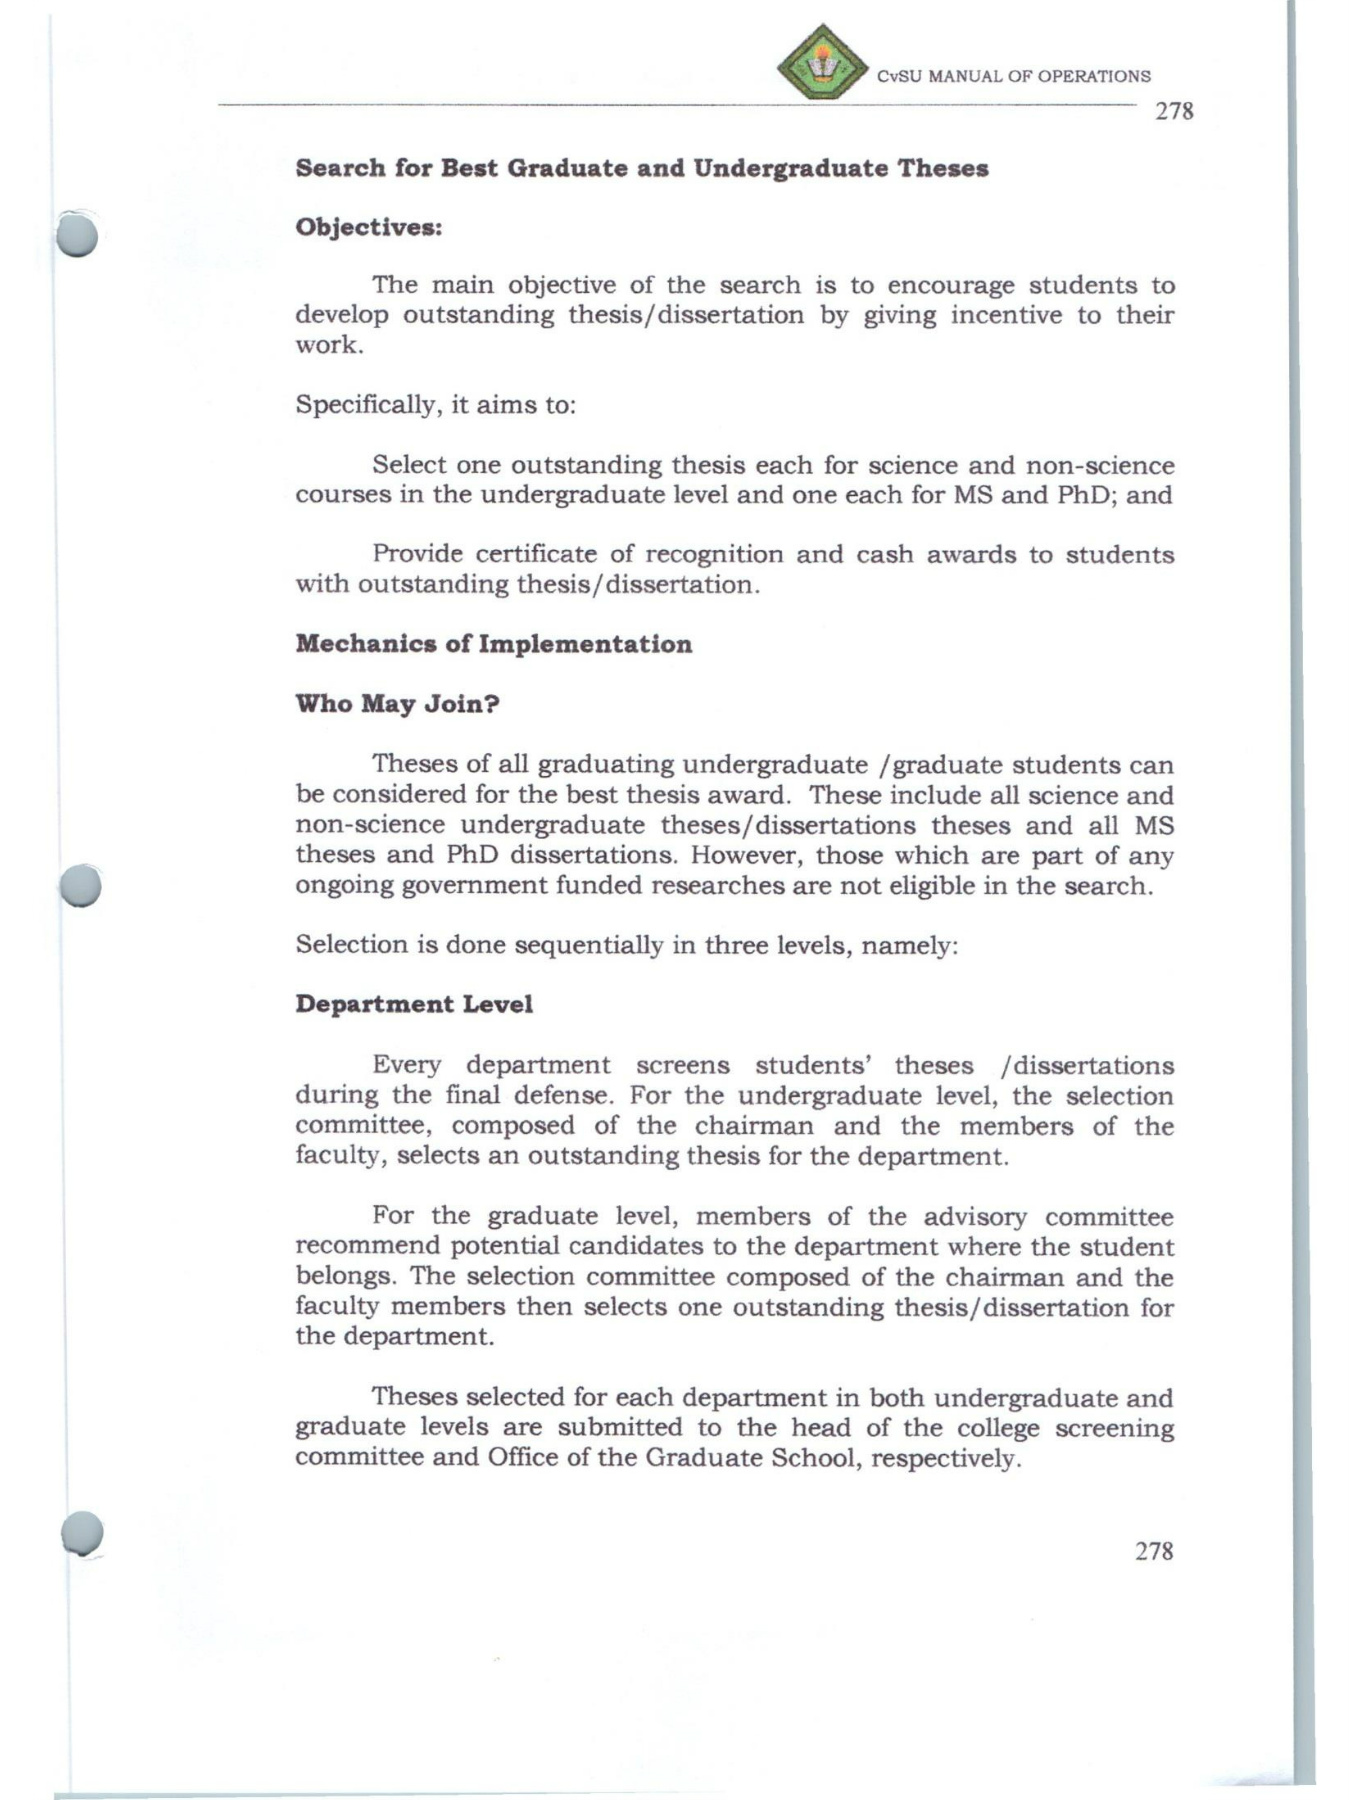 CvSU MANUAL OF OPERATIONS
278
Search for Best Graduate and Undergraduate Theses
Objectives:
The main objective of the search is to encourage students to
develop outstanding thesis/dissertation by giving incentive to their
work.
Specifically, it aims to:
Select one outstanding thesis each for science and non-science
courses in the undergraduate level and one each for MS and PhD; and
Provide certificate of recognition and cash awards to students
with outstanding thesis/dissertation.
Mechanics of Implementation
Who May Join?
Theses of all graduating undergraduate /graduate students can
be considered for the best thesis award. These include all science and
non-science undergraduate theses/dissertations theses and all MS
theses and PhD dissertations. However, those which are part of any
ongoing government funded researches are not eligible in the search.
Selection is done sequentially in three levels, namely:
Department Level
Every department screens students' theses /dissertations
during the final defense. For the undergraduate level, the selection
committee, composed of the chairman and the members of the
faculty, selects an outstanding thesis for the department.
For the graduate level, members of the advisory committee
recommend potential candidates to the department where the student
belongs. The selection committee composed of the chairman and the
faculty members then selects one outstanding thesis/dissertation for
the department.
Theses selected for each department in both undergraduate and
graduate levels are submitted to the head of the college screening
committee and Office of the Graduate School, respectively.
278